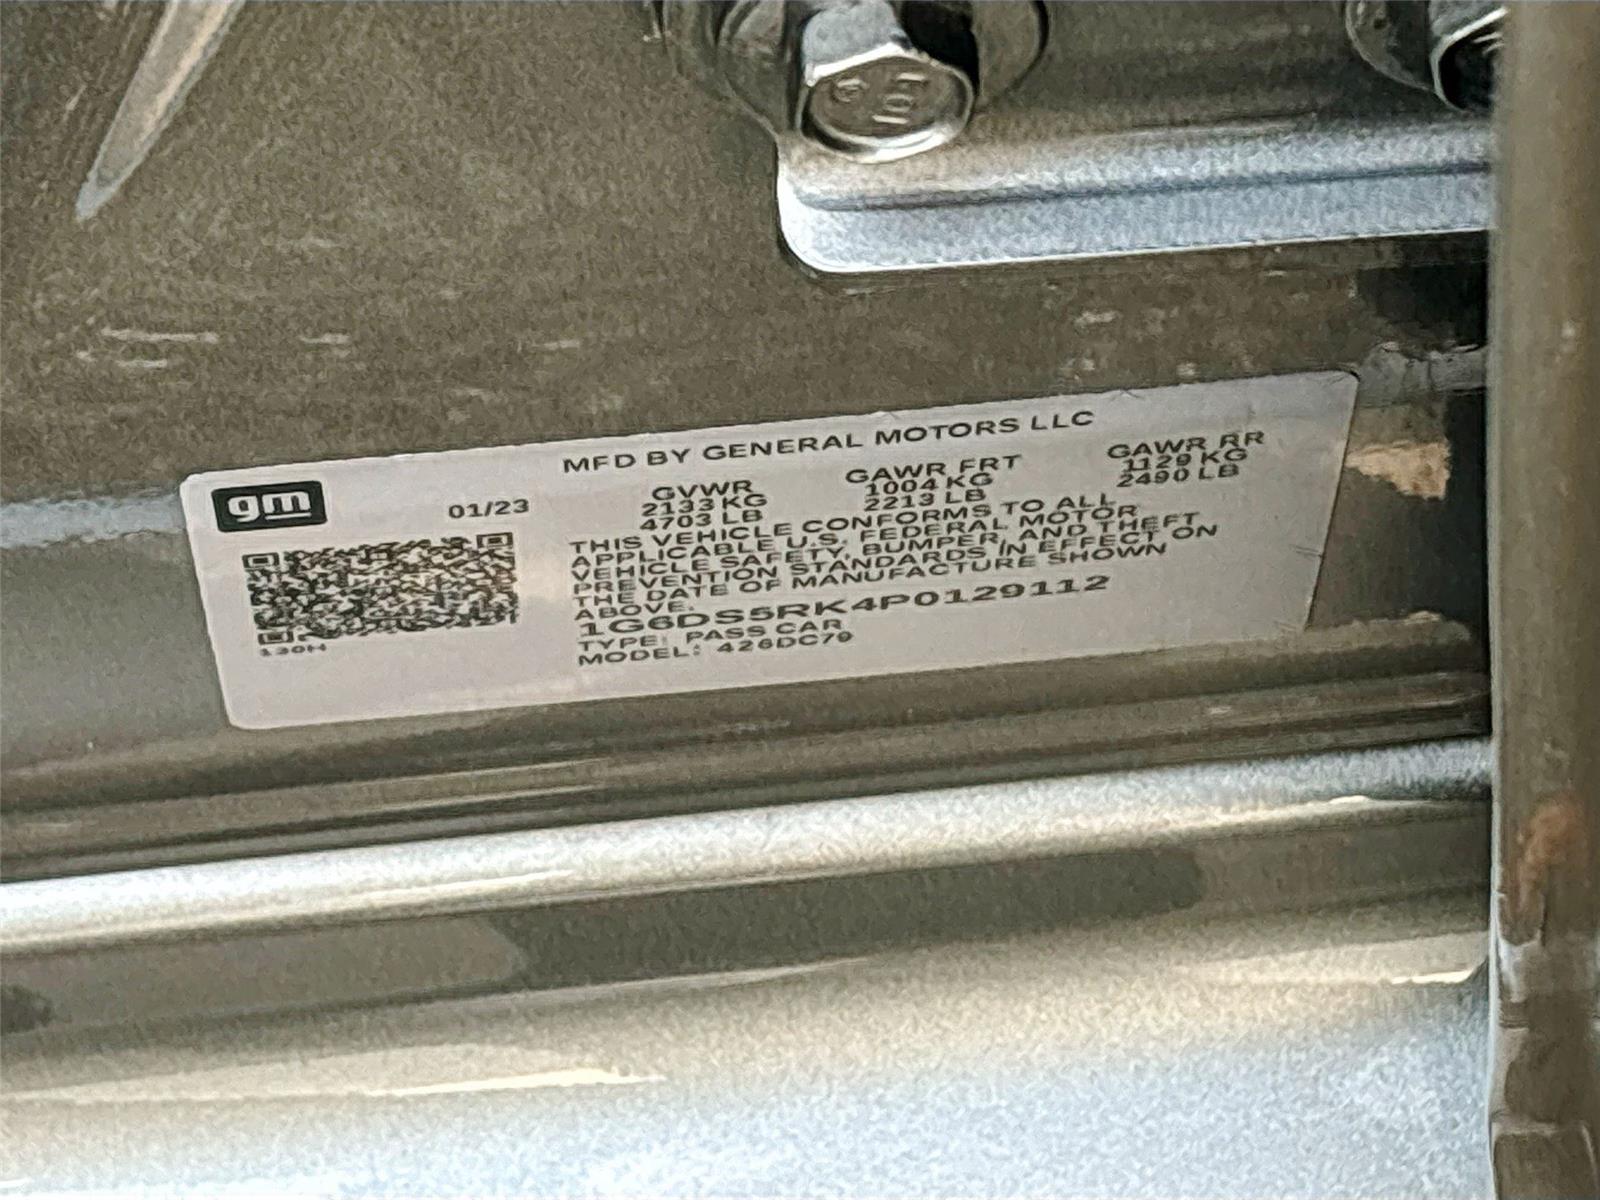 MFD BY GENERAL MOTORS LLC
gm
01/23
GVWR
2133 KG
4703 LB
GAWR FRT
1004 KG
2213 LB
GAWR RR
1129 KG
2490 LB
THIS VEHICLE CONFORMS TO ALL
APPLICABLE U.S. FEDERAL MOTOR
VEHICLE SAFETY, BUMPER, AND THEFT
PREVENTION STANDARDS IN EFFECT ON
THE DATE OF MANUFACTURE SHOWN
ABOVE.
1G6DS5RK4P0129112
TYPE: PASS CAR
MODEL: 426DC79
130H